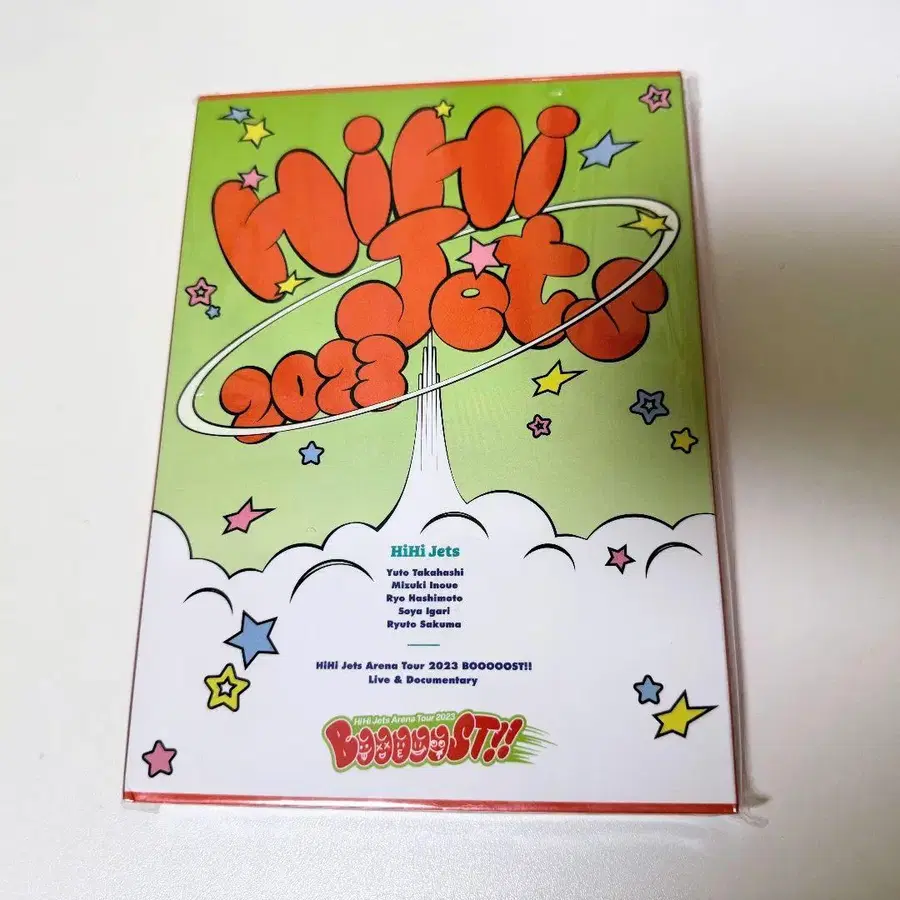 HiHi
Jets
2023
HiHi Jets
Yuto Takahashi
Mizuki Inoue
Ryo Hashimoto
Soya Igari
Ryuto Sakuma
HiHi Jets Arena Tour 2023 BOOOOOST!!
Live & Documentary
HiHi Jets Arena Tour 2023
BOOOOOST!!